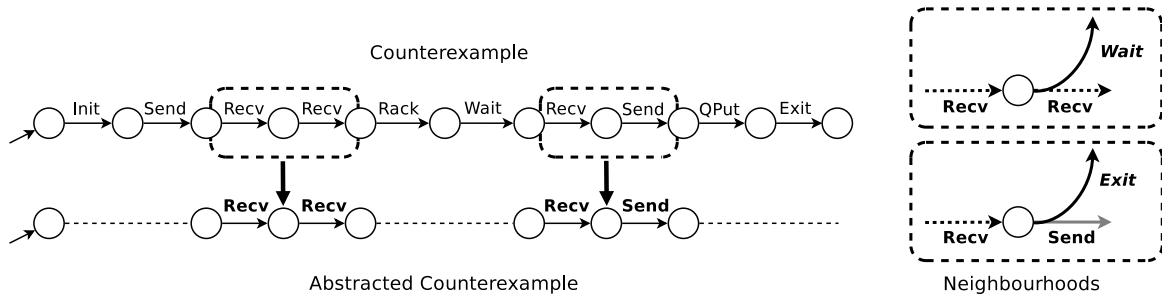 Counterexample
Init Send Recv Recv Rack Wait Recv Send QPut Exit
Recv Recv Recv Send
Abstracted Counterexample
Wait
Recv Recv
Exit
Recv Send
Neighbourhoods